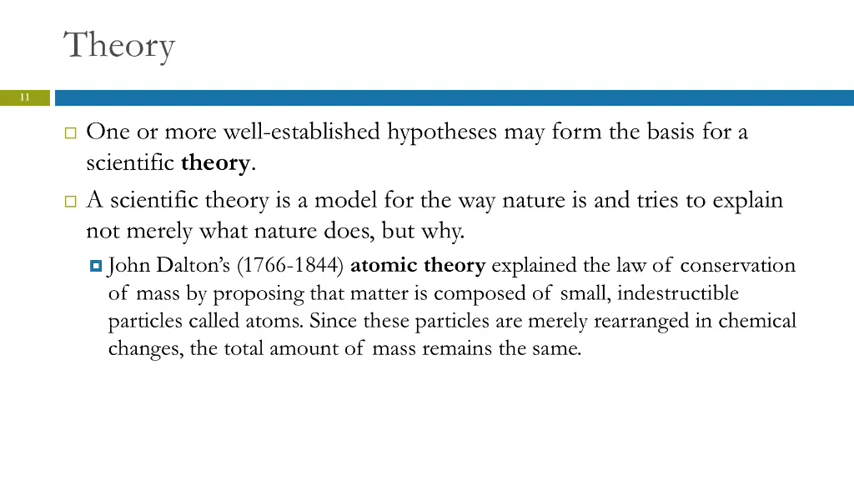 Theory
11
One or more well-established hypotheses may form the basis for a
scientific theory.
A scientific theory is a model for the way nature is and tries to explain
not merely what nature does, but why.
John Dalton’s (1766-1844) atomic theory explained the law of conservation
of mass by proposing that matter is composed of small, indestructible
particles called atoms. Since these particles are merely rearranged in chemical
changes, the total amount of mass remains the same.